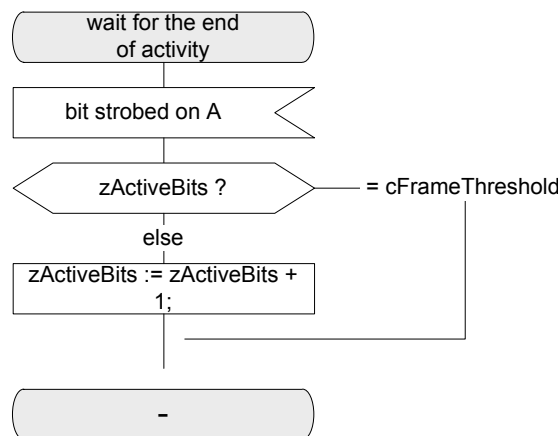 wait for the end
of activity
bit strobed on A
zActiveBits ?
= cFrameThreshold
else
zActiveBits := zActiveBits +
1;
-